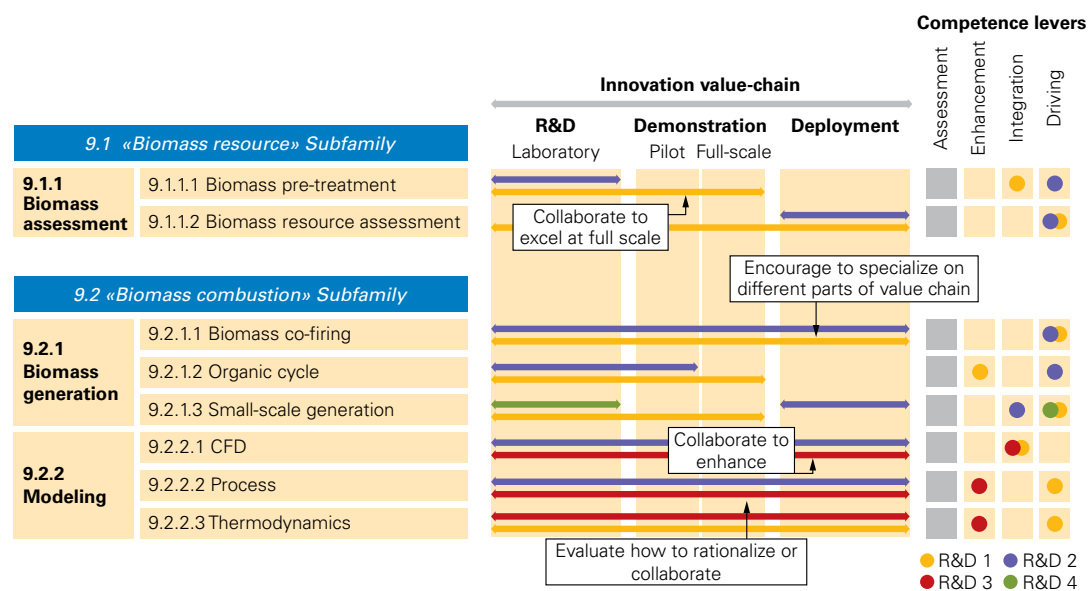 Competence levers
Assessment
Enhancement
Integration
Driving
Innovation value-chain
R&D
Demonstration
Deployment
Laboratory
Pilot
Full-scale
9.1 «Biomass resource» Subfamily
9.1.1
Biomass
assessment
9.1.1.1 Biomass pre-treatment
9.1.1.2 Biomass resource assessment
Collaborate to
excel at full scale
Encourage to specialize on
different parts of value chain
9.2 «Biomass combustion» Subfamily
9.2.1
Biomass
generation
9.2.1.1 Biomass co-firing
9.2.1.2 Organic cycle
9.2.1.3 Small-scale generation
9.2.2
Modeling
9.2.2.1 CFD
9.2.2.2 Process
9.2.2.3 Thermodynamics
Collaborate to
enhance
Evaluate how to rationalize or
collaborate
R&D 1
R&D 2
R&D 3
R&D 4